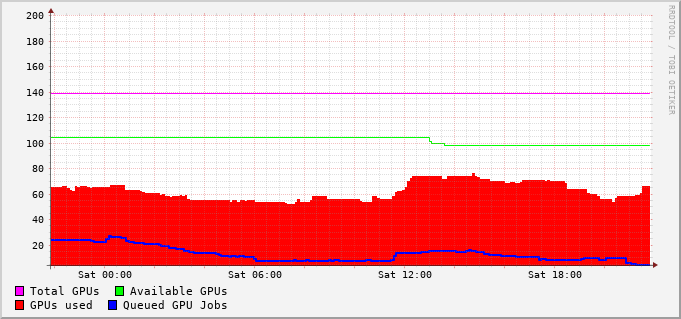 200
180
160
140
120
100
80
60
40
20
Sat 00:00 Sat 06:00 Sat 12:00 Sat 18:00
Total GPUs Available GPUs
GPUs used Queued GPU Jobs
RRDTOOL / TOBI OETIKER